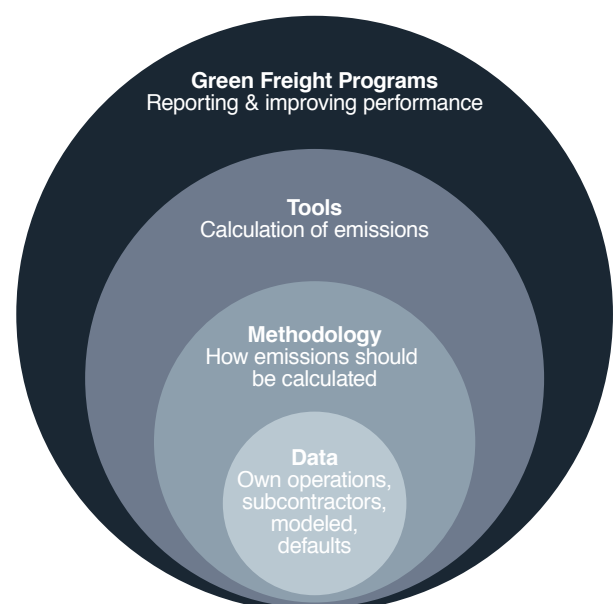 Green Freight Programs
Reporting & improving performance
Tools
Calculation of emissions
Methodology
How emissions should
be calculated
Data
Own operations,
subcontractors,
modeled,
defaults